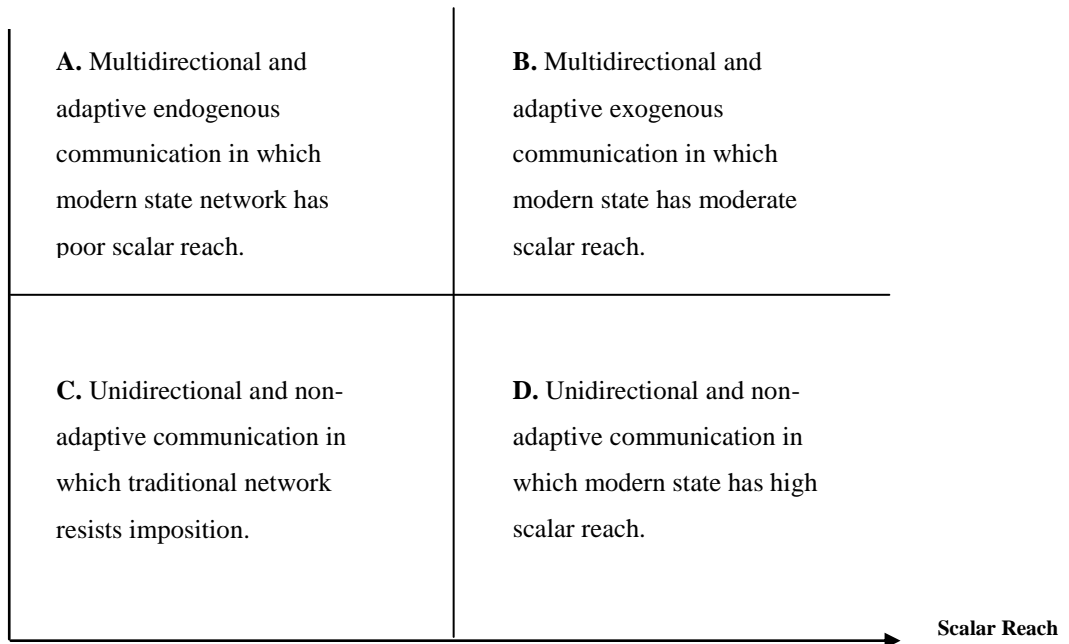 A. Multidirectional and
adaptive endogenous
communication in which
modern state network has
poor scalar reach.
B. Multidirectional and
adaptive exogenous
communication in which
modern state has moderate
scalar reach.
C. Unidirectional and non-
adaptive communication in
which traditional network
resists imposition.
D. Unidirectional and non-
adaptive communication in
which modern state has high
scalar reach.
Scalar Reach